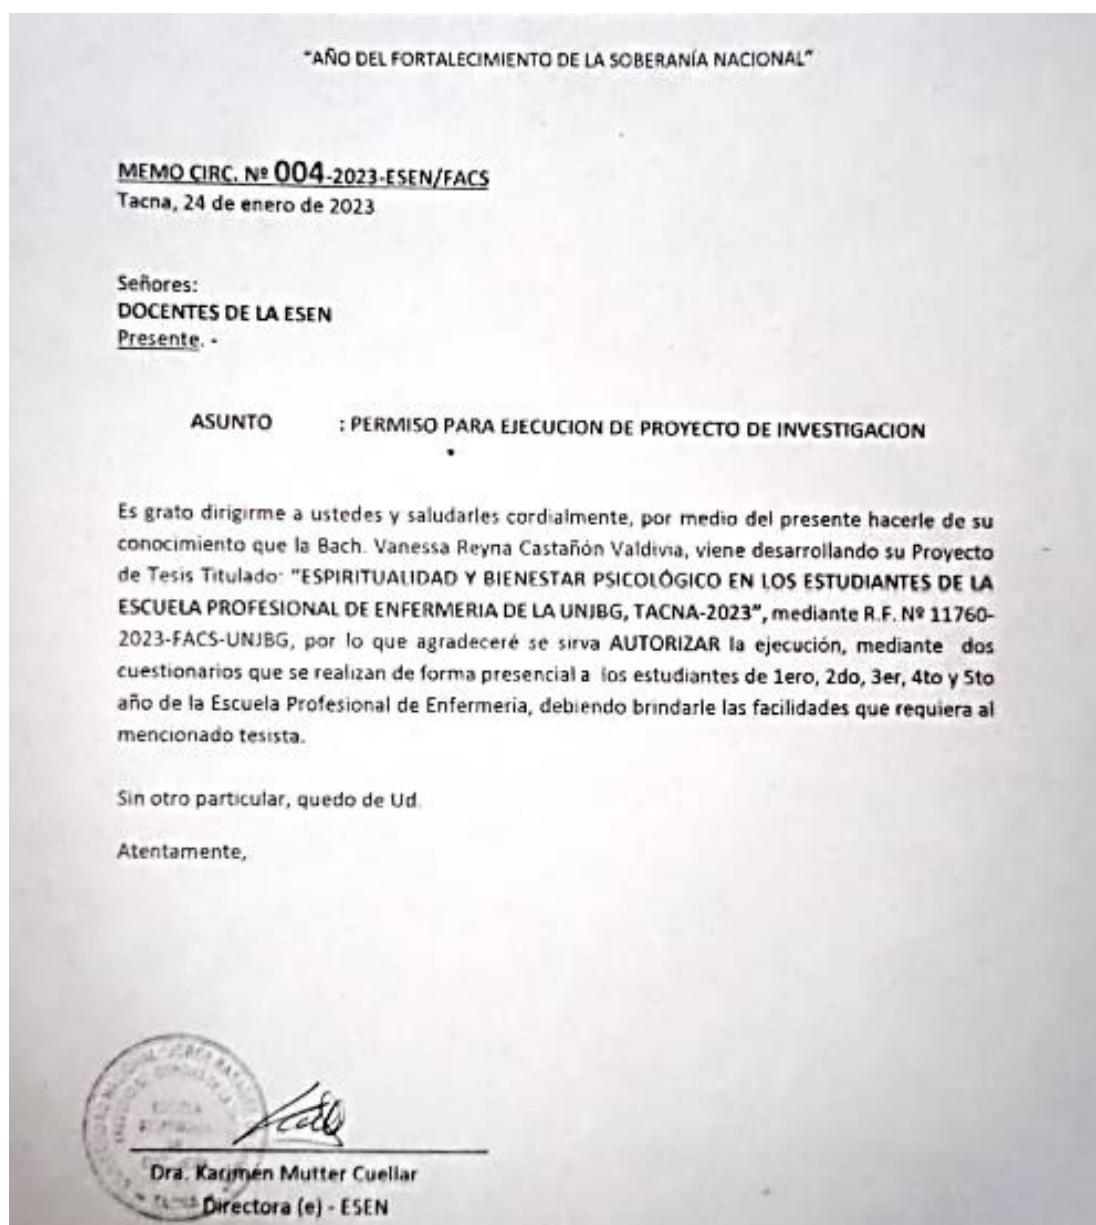 "AÑO DEL FORTALECIMIENTO DE LA SOBERANÍA NACIONAL"
MEMO CIRC. Nº 004-2023-ESEN/FACS
Tacna, 24 de enero de 2023
Señores:
DOCENTES DE LA ESEN
Presente. -
ASUNTO : PERMISO PARA EJECUCION DE PROYECTO DE INVESTIGACION
Es grato dirigirme a ustedes y saludarles cordialmente, por medio del presente hacerle de su
conocimiento que la Bach. Vanessa Reyna Castañón Valdivia, viene desarrollando su Proyecto
de Tesis Titulado: "ESPIRITUALIDAD Y BIENESTAR PSICOLÓGICO EN LOS ESTUDIANTES DE LA
ESCUELA PROFESIONAL DE ENFERMERIA DE LA UNJBG, TACNA-2023", mediante R.F. Nº 11760-
2023-FACS-UNJBG, por lo que agradeceré se sirva AUTORIZAR la ejecución, mediante dos
cuestionarios que se realizan de forma presencial a los estudiantes de 1ero, 2do, 3er, 4to y 5to
año de la Escuela Profesional de Enfermeria, debiendo brindarle las facilidades que requiera al
mencionado tesista.
Sin otro particular, quedo de Ud.
Atentamente,
Dra. Karimen Mutter Cuellar
Directora (e) - ESEN